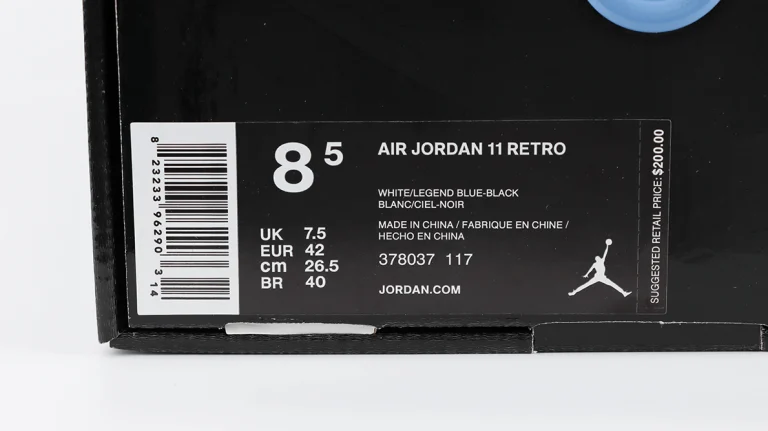 8 23233 96290 3 14
8 5
UK 7.5
EUR 42
cm 26.5
BR 40
AIR JORDAN 11 RETRO
WHITE/LEGEND BLUE-BLACK
BLANC/CIEL-NOIR
MADE IN CHINA / FABRIQUE EN CHINE /
HECHO EN CHINA
378037 117
JORDAN.COM
SUGGESTED RETAIL PRICE: $200.00